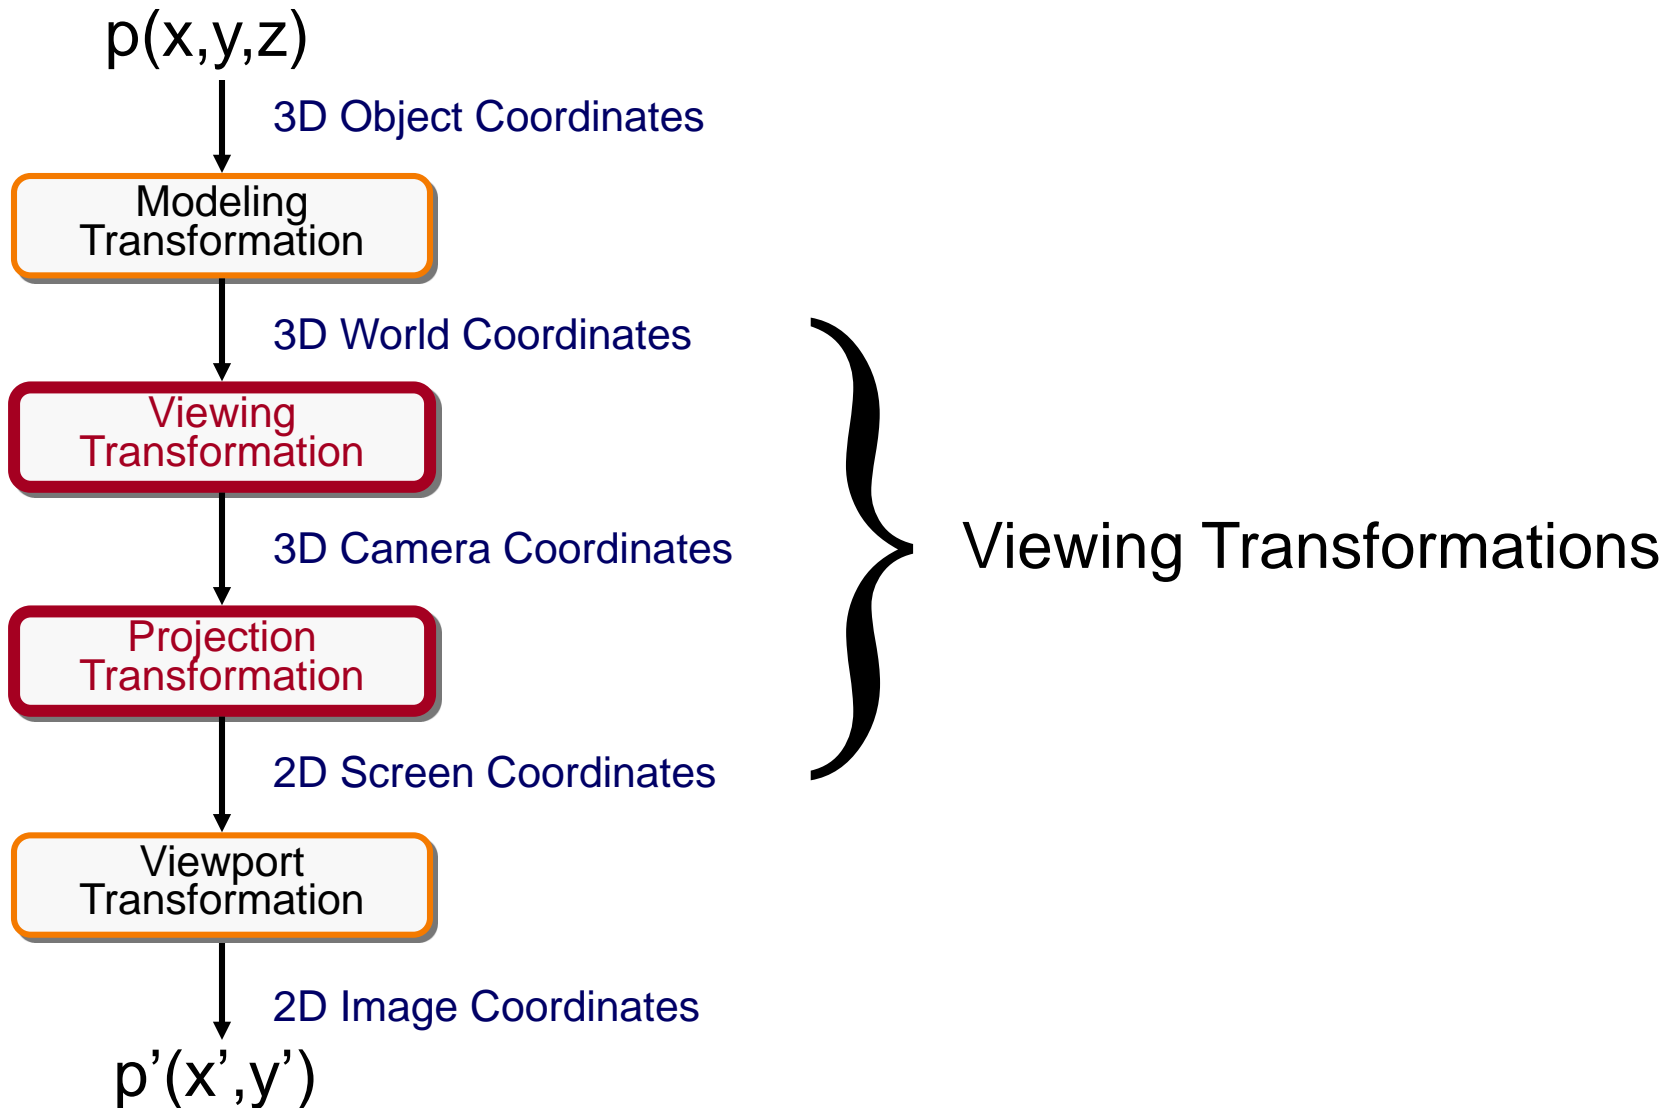 p(x,y,z)
3D Object Coordinates
Modeling
Transformation
3D World Coordinates
Viewing
Transformation
3D Camera Coordinates
Viewing Transformations
Projection
Transformation
2D Screen Coordinates
Viewport
Transformation
2D Image Coordinates
p’(x’,y’)